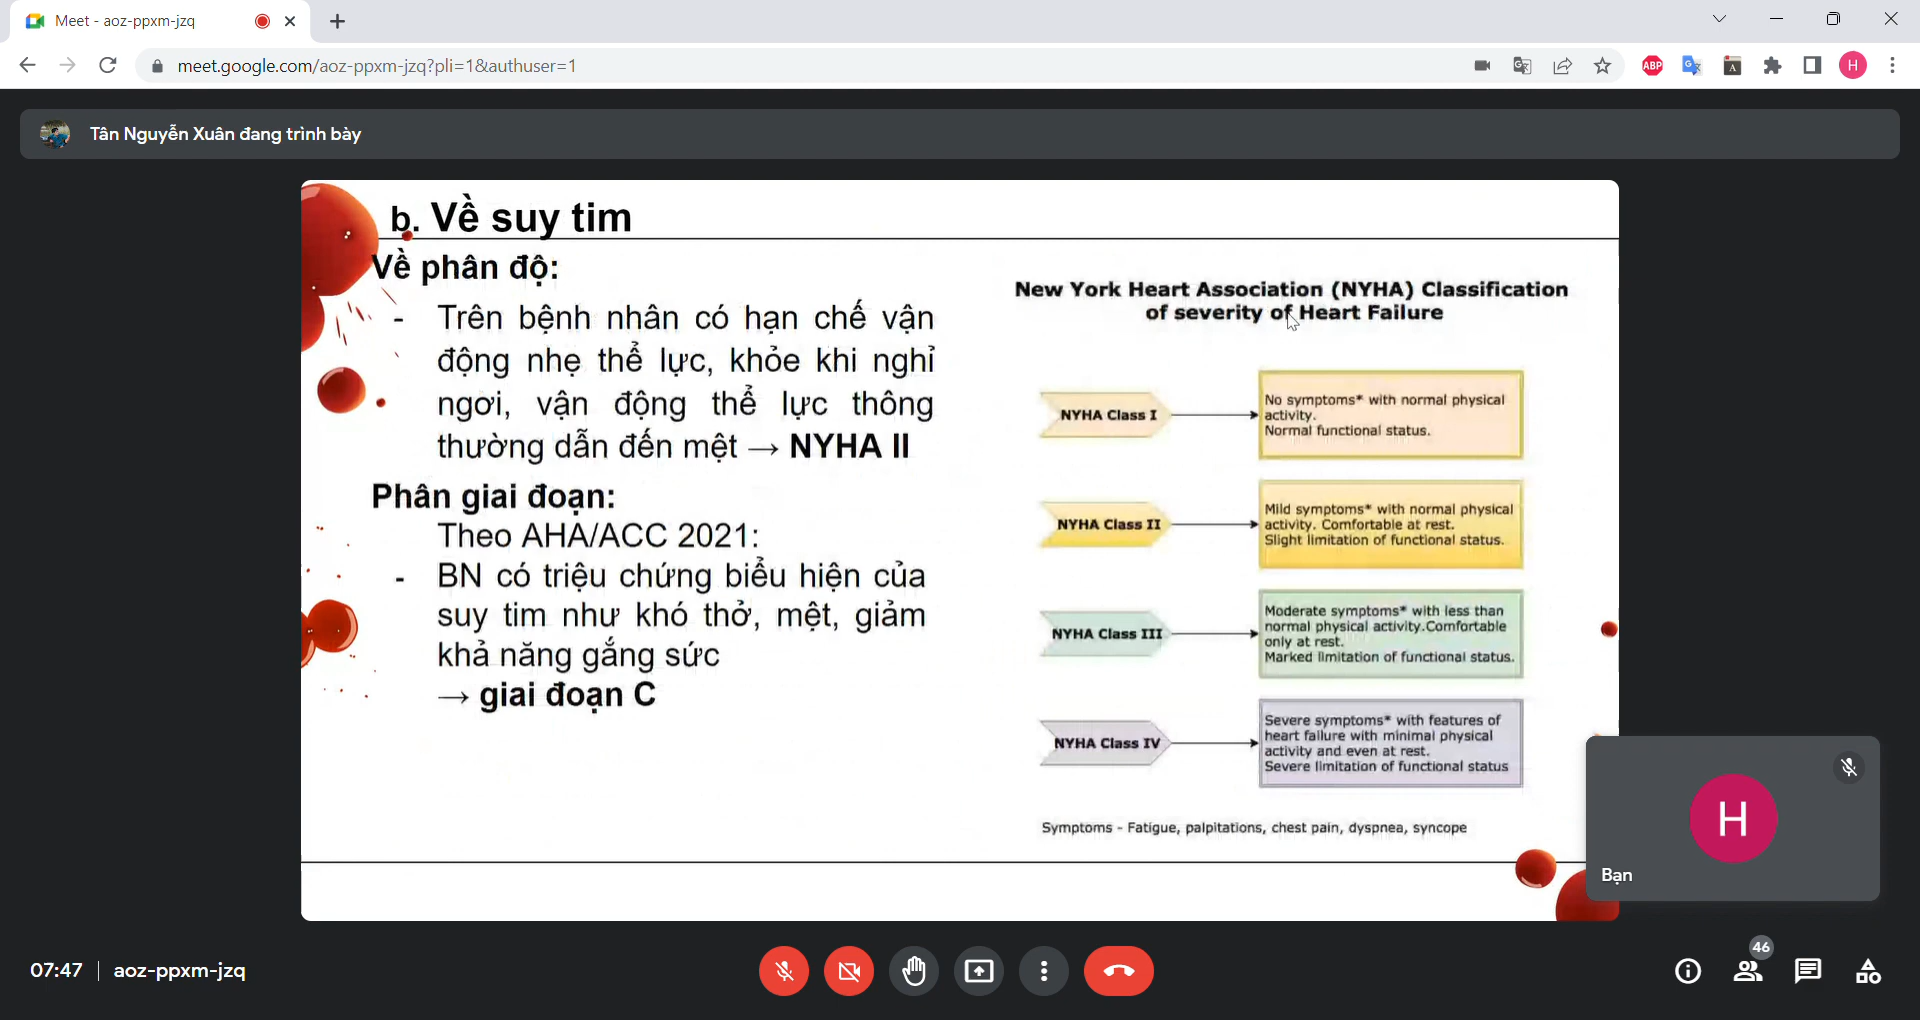 Meet - aoz-ppxm-jzq
meet.google.com/aoz-ppxm-jzq?pli=1&authuser=1
ABP
G
A
H
Tân Nguyễn Xuân đang trình bày
b. Về suy tim
Về phân độ:
- Trên bệnh nhân có hạn chế vận
động nhẹ thể lực, khỏe khi nghỉ
ngơi, vận động thể lực thông
thường dẫn đến mệt → NYHA II
Phân giai đoạn:
Theo AHA/ACC 2021:
- BN có triệu chứng biểu hiện của
suy tim như khó thở, mệt, giảm
khả năng gắng sức
→ giai đoạn C
New York Heart Association (NYHA) Classification
of severity of Heart Failure
NYHA Class I
No symptoms* with normal physical
activity.
Normal functional status.
NYHA Class II
Mild symptoms* with normal physical
activity. Comfortable at rest.
Slight limitation of functional status.
NYHA Class III
Moderate symptoms* with less than
normal physical activity.Comfortable
only at rest.
Marked limitation of functional status.
NYHA Class IV
Severe symptoms* with features of
heart failure with minimal physical
activity and even at rest.
Severe limitation of functional status
Symptoms - Fatigue, palpitations, chest pain, dyspnea, syncope
H
Bạn
07:47 | aoz-ppxm-jzq
46